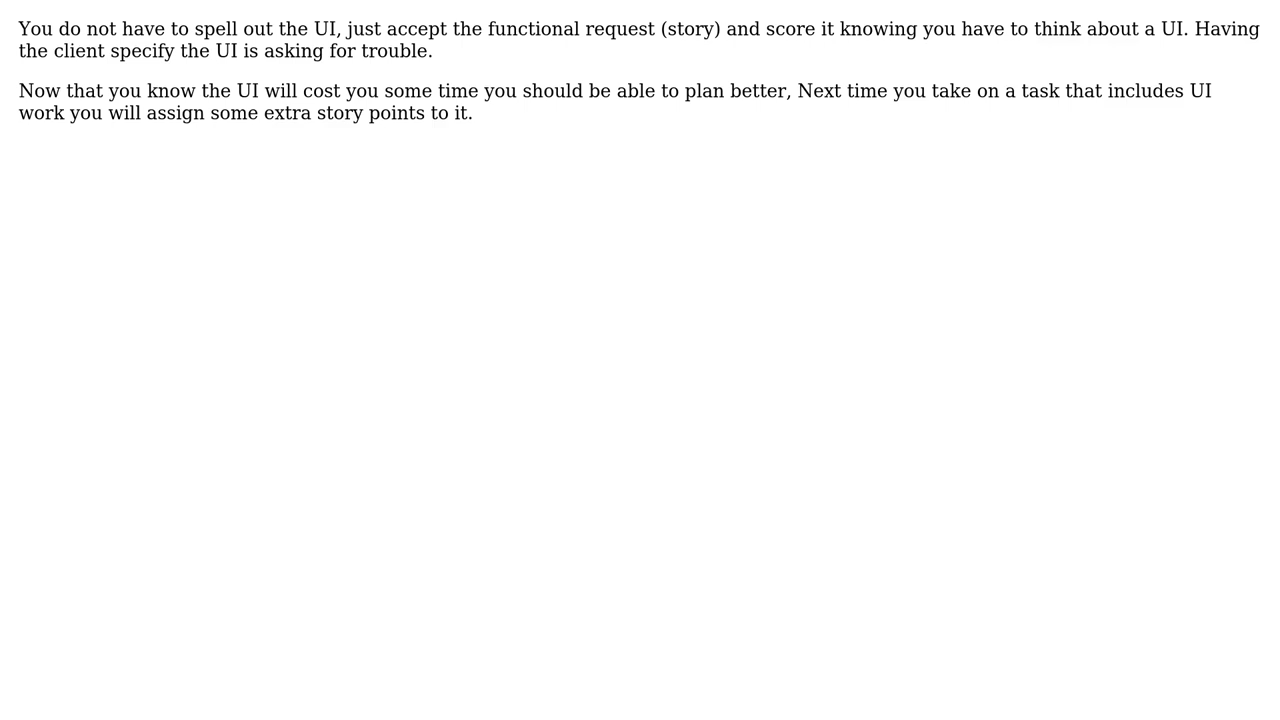 You do not have to spell out the UI, just accept the functional request (story) and score it knowing you have to think about a UI. Having
the client specify the UI is asking for trouble.
Now that you know the UI will cost you some time you should be able to plan better, Next time you take on a task that includes UI
work you will assign some extra story points to it.